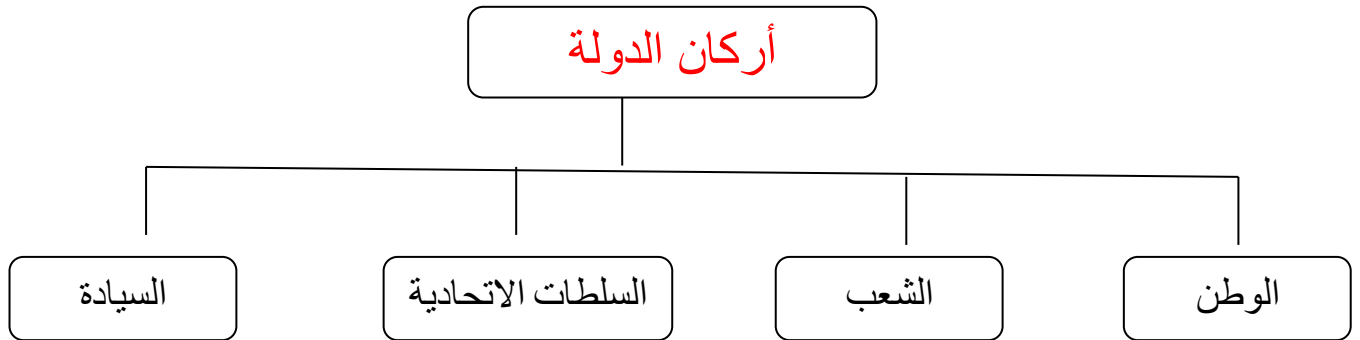 أركان الدولة
الوطن
الشعب
السلطات الاتحادية
السيادة